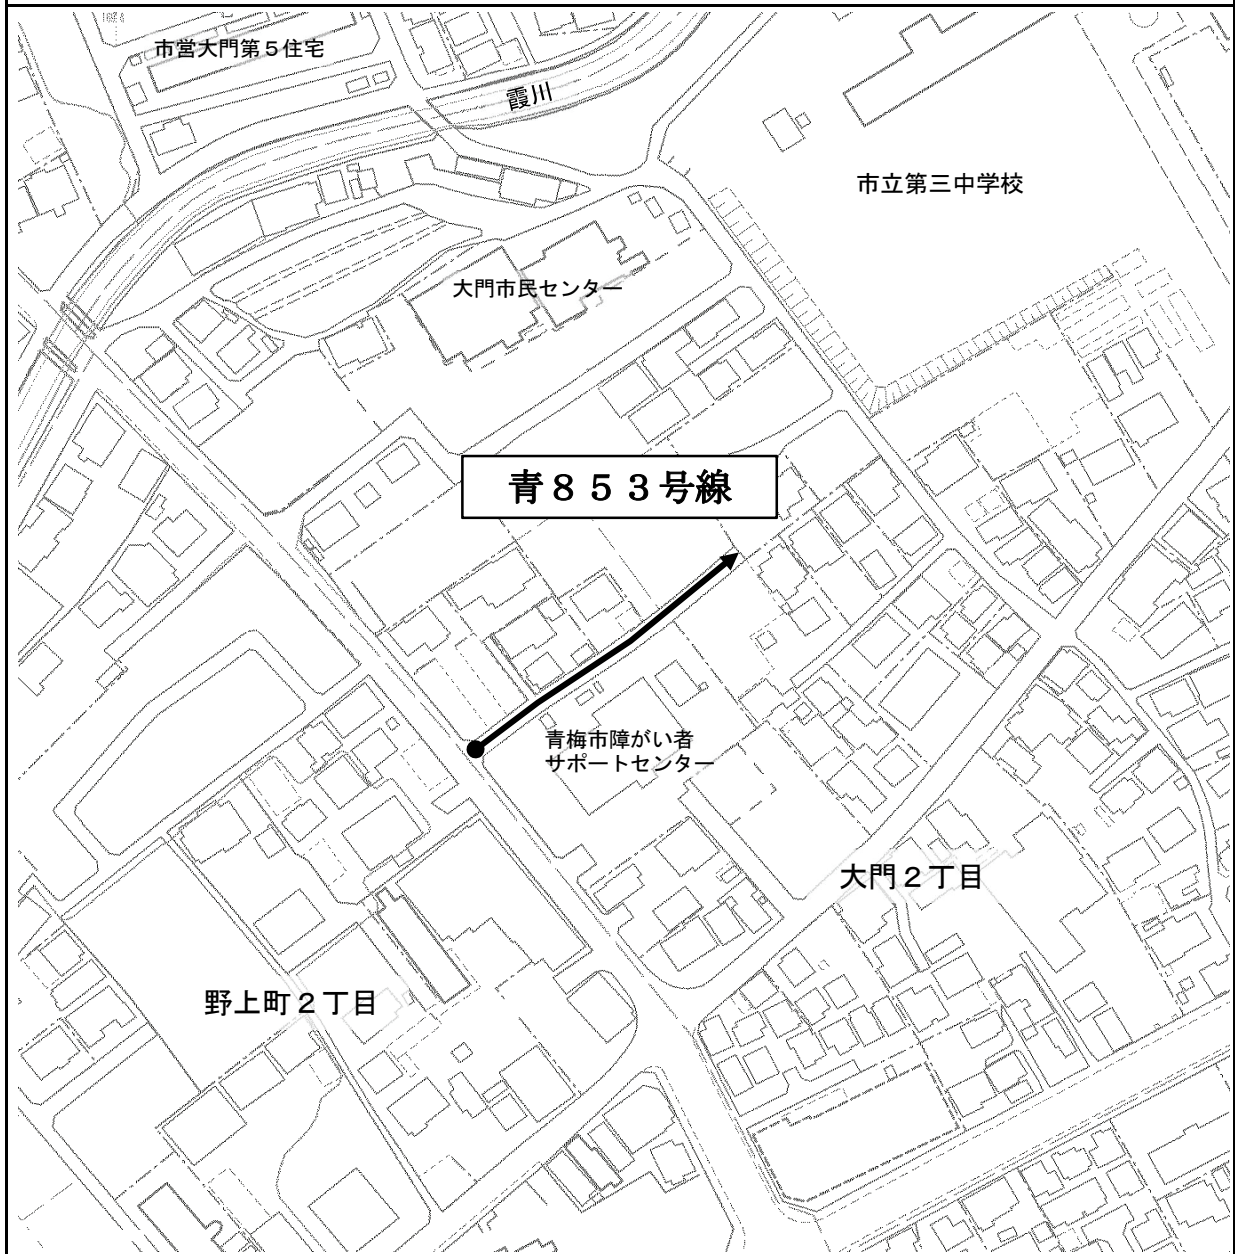 市営大門第５住宅
霞川
市立第三中学校
大門市民センター
青８５３号線
青梅市障がい者
サポートセンター
大門２丁目
野上町２丁目